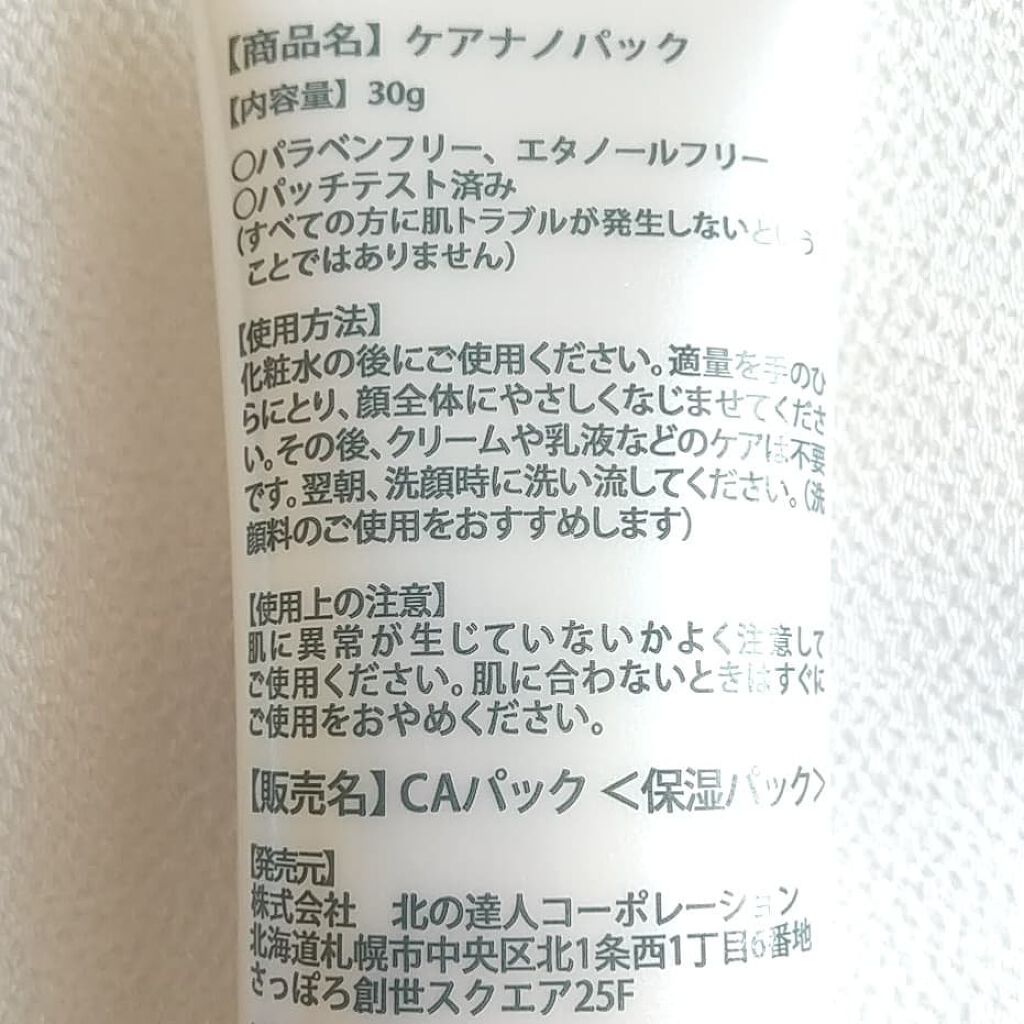 【商品名】ケアナノパック
【内容量】30g
○パラベンフリー、エタノールフリー
○パッチテスト済み
(すべての方に肌トラブルが発生しないという
ことではありません)
【使用方法】
化粧水の後にご使用ください。適量を手のひ
らにとり、顔全体にやさしくなじませてくださ
い。その後、クリームや乳液などのケアは不要
です。翌朝、洗顔時に洗い流してください。(洗
顔料のご使用をおすすめします)
【使用上の注意】
肌に異常が生じていないかよく注意して
ご使用ください。肌に合わないときはすぐに
ご使用をおやめください。
【販売名】CAパック＜保湿パック＞
【発売元】
株式会社 北の達人コーポレーション
北海道札幌市中央区北1条西1丁目6番地
さっぽろ創世スクエア25F